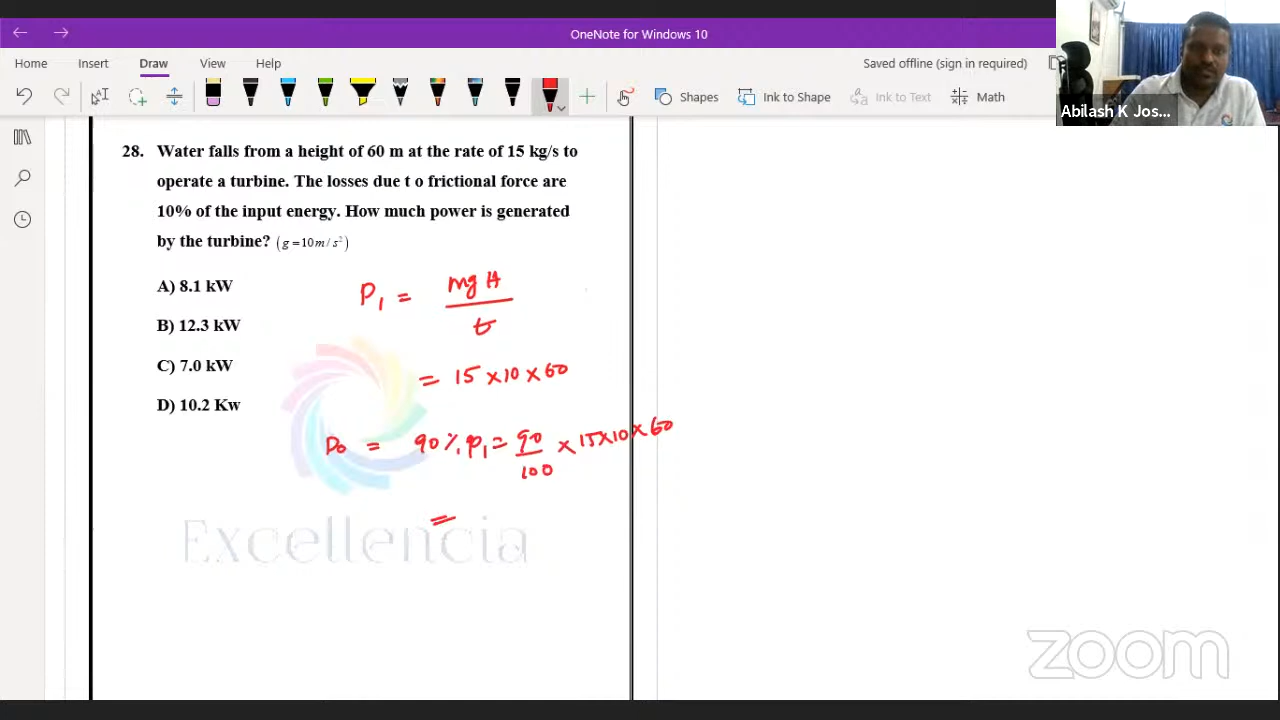 OneNote for Windows 10
Home Insert Draw View Help
Saved offline (sign in required)
Shapes Ink to Shape Ink to Text Math
Abilash K Jos...
28. Water falls from a height of 60 m at the rate of 15 kg/s to
operate a turbine. The losses due t o frictional force are
10% of the input energy. How much power is generated
by the turbine? (g = 10 m / s²)
A) 8.1 kW
B) 12.3 kW
C) 7.0 kW
D) 10.2 Kw
P₁ = mgH / t
= 15 × 10 × 60
P₀ = 90 % P₁ = 90/100 × 15×10×60
=
Excellencia
zoom